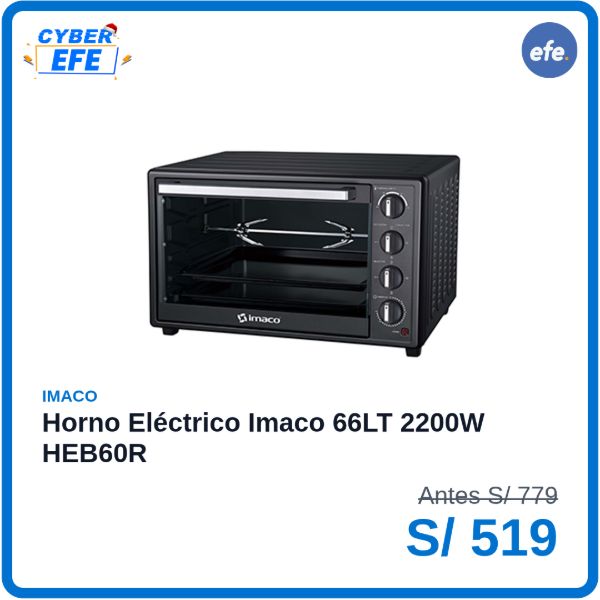 CYBER
EFE
efe.
imaco
IMACO
Horno Eléctrico Imaco 66LT 2200W
HEB60R
Antes S/ 779
S/ 519